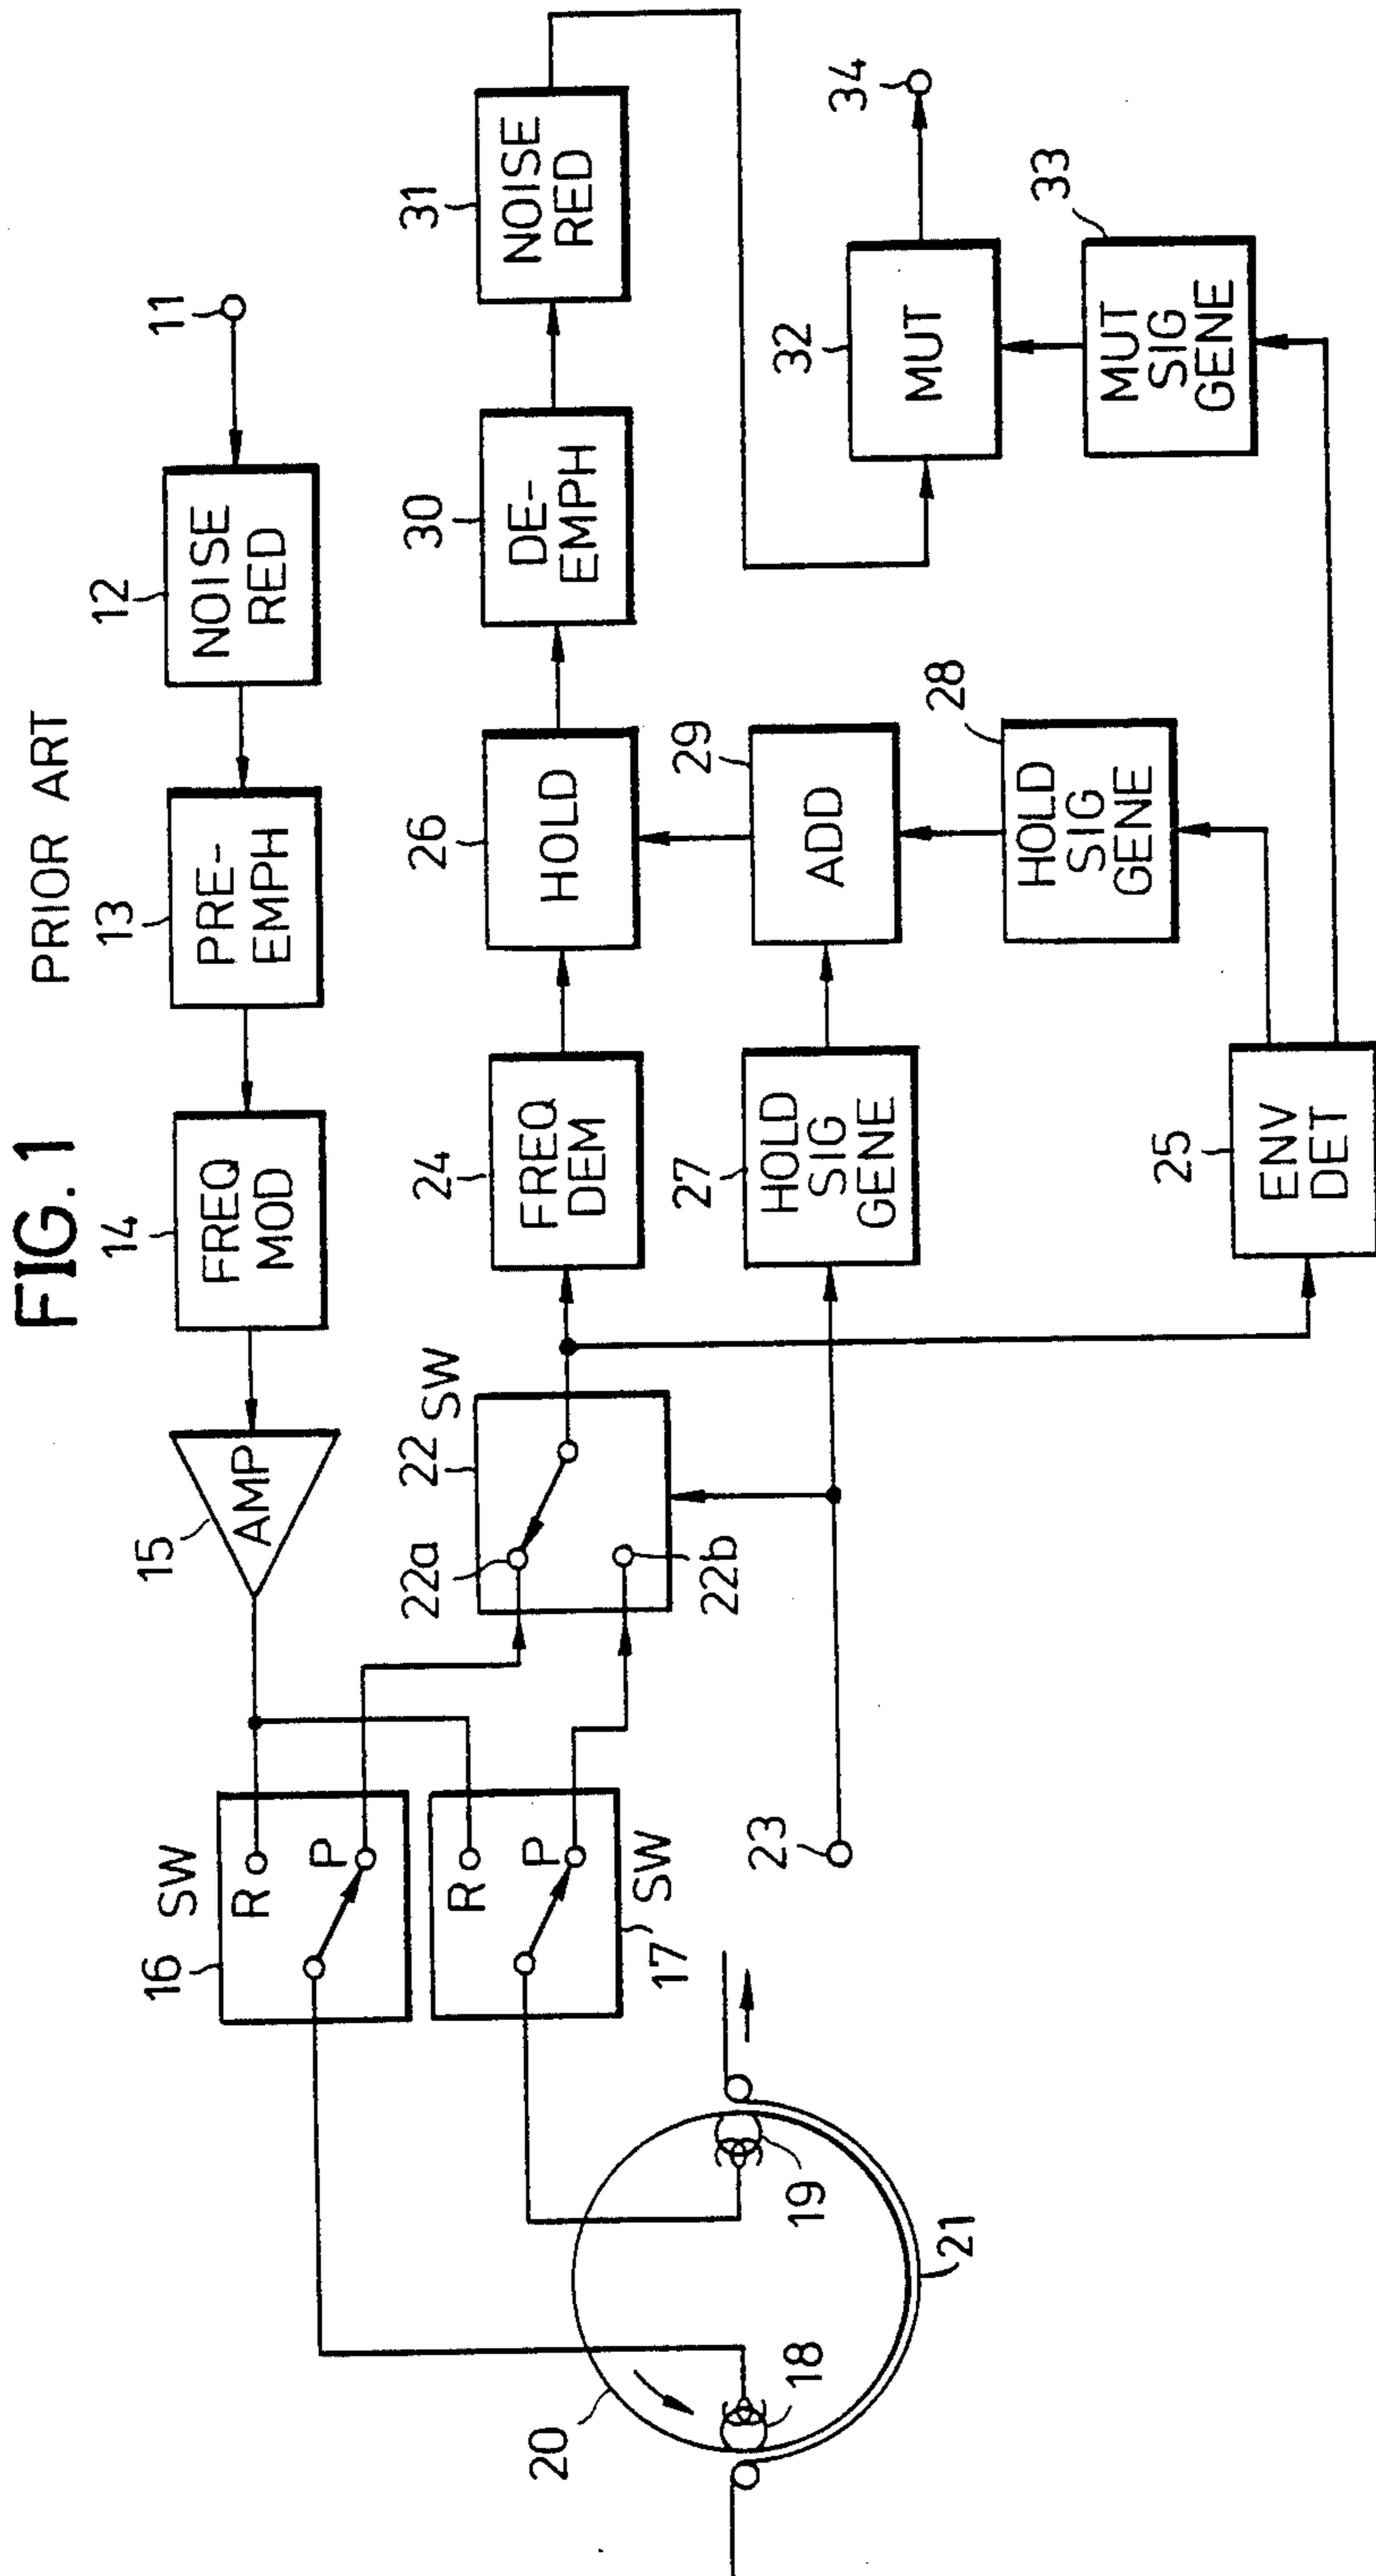 FIG. 1
PRIOR ART
16
SW
R
P
15
AMP
14
FREQ
MOD
13
PRE-
EMPH
12
NOISE
RED
11
R
P
17
SW
22
SW
22a
22b
24
FREQ
DEM
26
HOLD
30
DE-
EMPH
31
NOISE
RED
20
18
19
21
23
27
HOLD
SIG
GENE
29
ADD
28
HOLD
SIG
GENE
25
ENV
DET
32
MUT
34
33
MUT
SIG
GENE